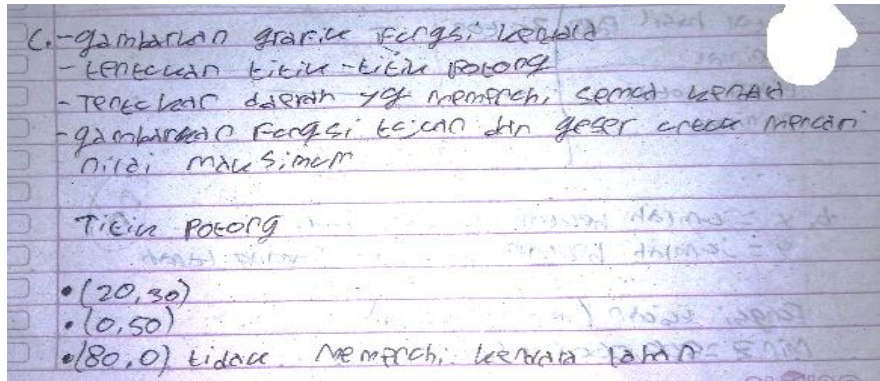 C. - gambarkan grafik fungsi kendala
- tentukan titik-titik potong
- Tentukan daerah yg memenuhi semua kendala
- gambarkan fungsi tujuan dan geser untuk mencari
nilai maksimum
Titik Potong
• (20,30)
• (0,50)
• (80,0) tidak memenuhi kendala lahan